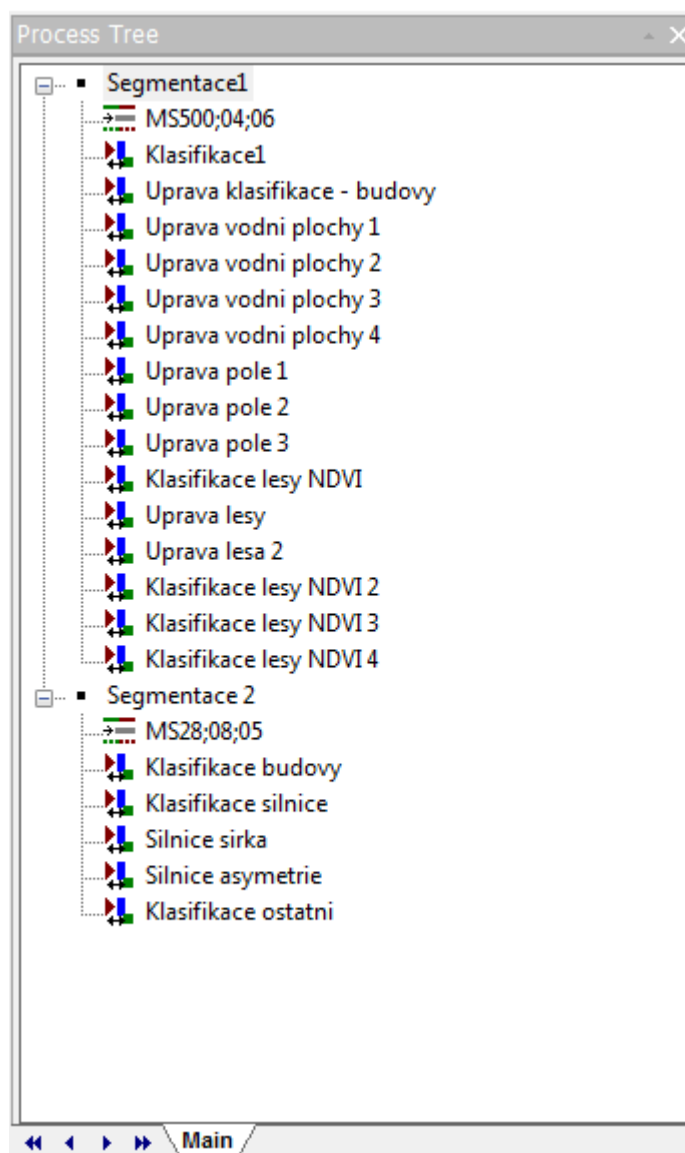 Process Tree
Segmentace1
MS500;04;06
Klasifikace1
Uprava klasifikace - budovy
Uprava vodni plochy 1
Uprava vodni plochy 2
Uprava vodni plochy 3
Uprava vodni plochy 4
Uprava pole 1
Uprava pole 2
Uprava pole 3
Klasifikace lesy NDVI
Uprava lesy
Uprava lesa 2
Klasifikace lesy NDVI 2
Klasifikace lesy NDVI 3
Klasifikace lesy NDVI 4
Segmentace 2
MS28;08;05
Klasifikace budovy
Klasifikace silnice
Silnice sirka
Silnice asymetrie
Klasifikace ostatni
Main